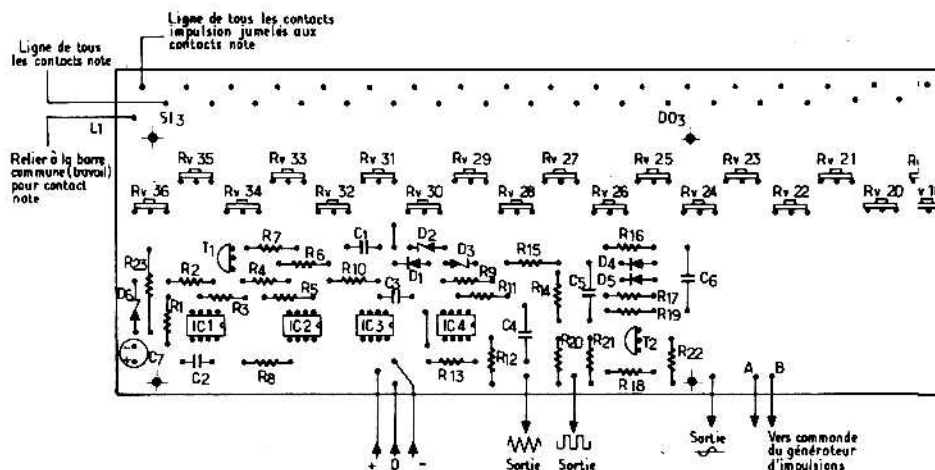 Ligne de tous les contacts
impulsion jumelés aux
contacts note
Ligne de tous
les contacts note
L1
SI3
DO3
Relier à la barre
commune (travail)
pour contact
note
Rv 35
Rv 33
Rv 31
Rv 29
Rv 27
Rv 25
Rv 23
Rv 21
Rv 36
Rv 34
Rv 32
Rv 30
Rv 28
Rv 26
Rv 24
Rv 22
Rv 20
T1
R7
C1
D2
R15
R16
R6
D3
D4
R23
R2
R4
R10
D1
R9
D5
C6
D6
R1
R3
R5
C3
R11
R14
C5
R17
R19
IC1
IC2
IC3
IC4
C4
C7
C2
R8
R13
R12
R20
R21
T2
R22
R18
A
B
+
0
-
Sortie
Sortie
Sortie
Vers commande
du générateur
d'impulsions